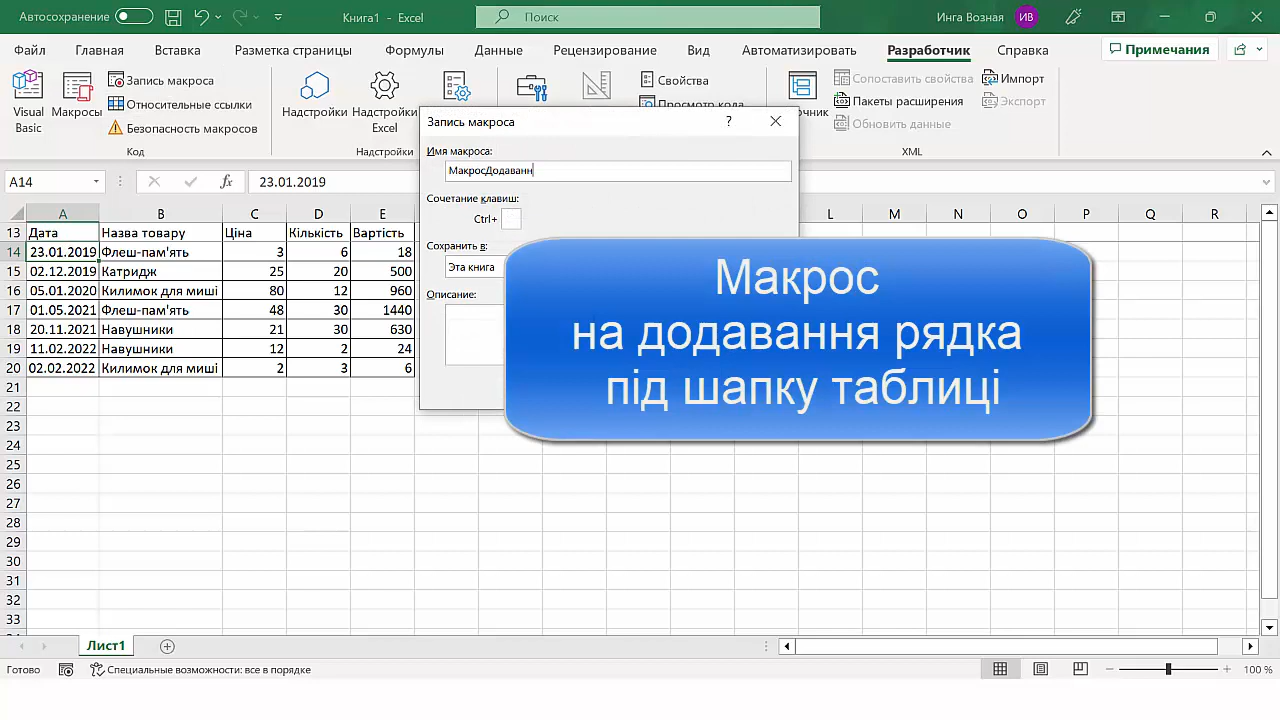 Автосохранение
Книга1 - Excel
Поиск
Инга Возная
ИВ
Файл Главная Вставка Разметка страницы Формулы Данные Рецензирование Вид Автоматизировать Разработчик Справка
Примечания
Visual Basic
Макросы
Запись макроса
Относительные ссылки
Безопасность макросов
Код
Надстройки
Надстройки Excel
Надстройки
Свойства
Просмотр кода
Сопоставить свойства
Пакеты расширения
Обновить данные
Импорт
Экспорт
XML
A14
fx
23.01.2019
Запись макроса ?
Имя макроса:
МакросДодаванн
Сочетание клавиш:
Ctrl+
Сохранить в:
Эта книга
Описание:
Макрос
на додавання рядка
під шапку таблиці
A B C D E L M N O P Q R
13 Дата Назва товару Ціна Кількість Вартість
14 23.01.2019 Флеш-пам'ять 3 6 18
15 02.12.2019 Катридж 25 20 500
16 05.01.2020 Килимок для миші 80 12 960
17 01.05.2021 Флеш-пам'ять 48 30 1440
18 20.11.2021 Навушники 21 30 630
19 11.02.2022 Навушники 12 2 24
20 02.02.2022 Килимок для миші 2 3 6
21
22
23
24
25
26
27
28
29
30
31
32
33
Лист1
Готово
Специальные возможности: все в порядке
100 %